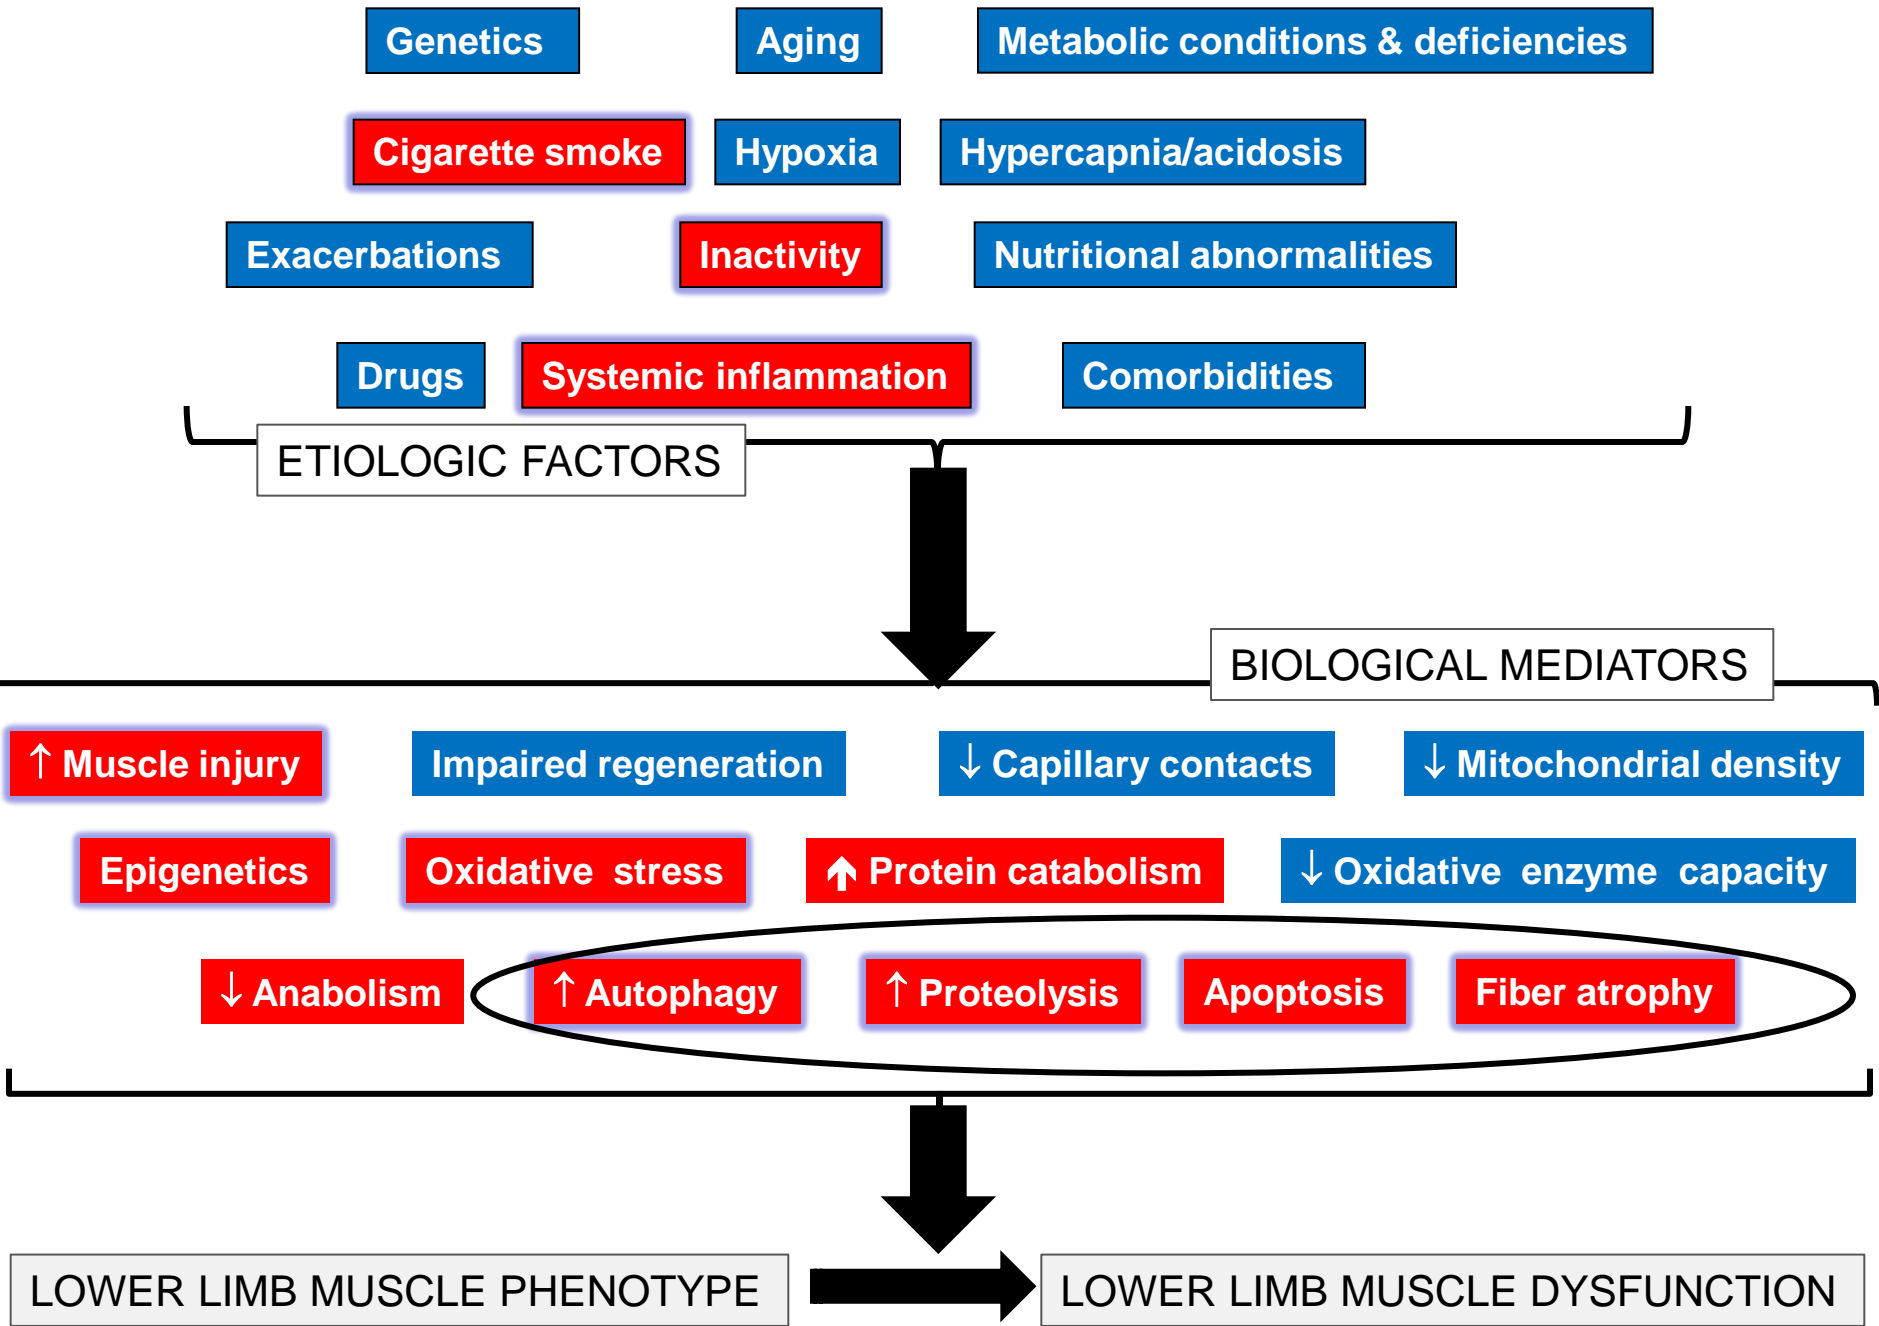 Genetics
Aging
Metabolic conditions & deficiencies
Cigarette smoke
Hypoxia
Hypercapnia/acidosis
Exacerbations
Inactivity
Nutritional abnormalities
Drugs
Systemic inflammation
Comorbidities
ETIOLOGIC FACTORS
BIOLOGICAL MEDIATORS
↑ Muscle injury
Impaired regeneration
↓ Capillary contacts
↓ Mitochondrial density
Epigenetics
Oxidative stress
↑ Protein catabolism
↓ Oxidative enzyme capacity
↓ Anabolism
↑ Autophagy
↑ Proteolysis
Apoptosis
Fiber atrophy
LOWER LIMB MUSCLE PHENOTYPE
LOWER LIMB MUSCLE DYSFUNCTION